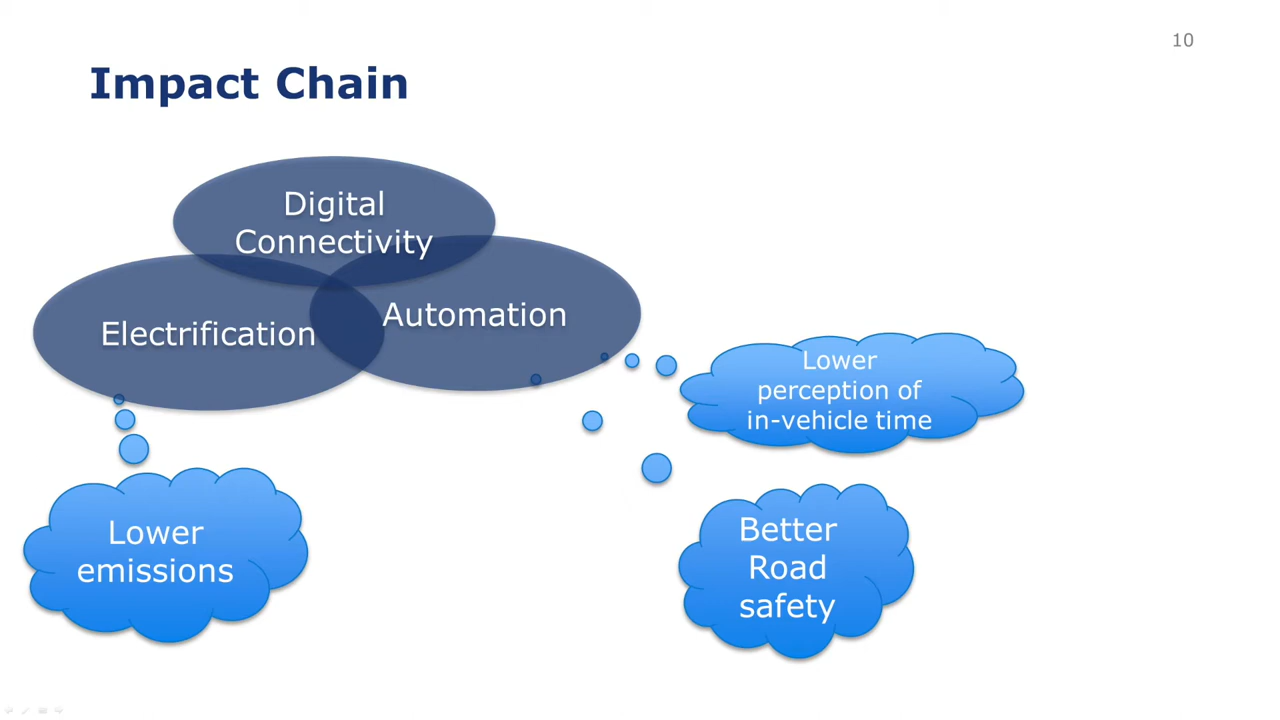 10
Impact Chain
Digital
Connectivity
Electrification
Automation
Lower
perception of
in-vehicle time
Lower
emissions
Better
Road
safety